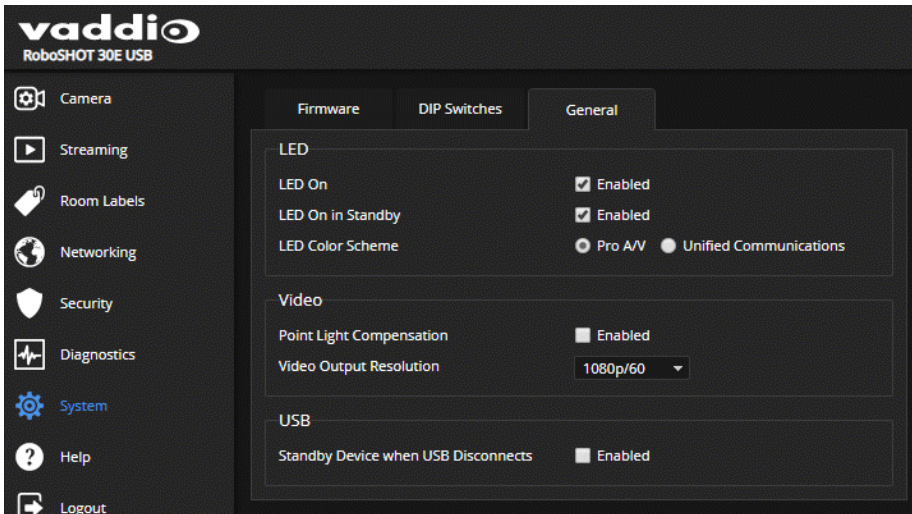 vaddio
RoboSHOT 30E USB
Camera
Streaming
Room Labels
Networking
Security
Diagnostics
System
Help
Logout
Firmware DIP Switches General
LED
LED On Enabled
LED On in Standby Enabled
LED Color Scheme Pro A/V Unified Communications
Video
Point Light Compensation Enabled
Video Output Resolution 1080p/60
USB
Standby Device when USB Disconnects Enabled